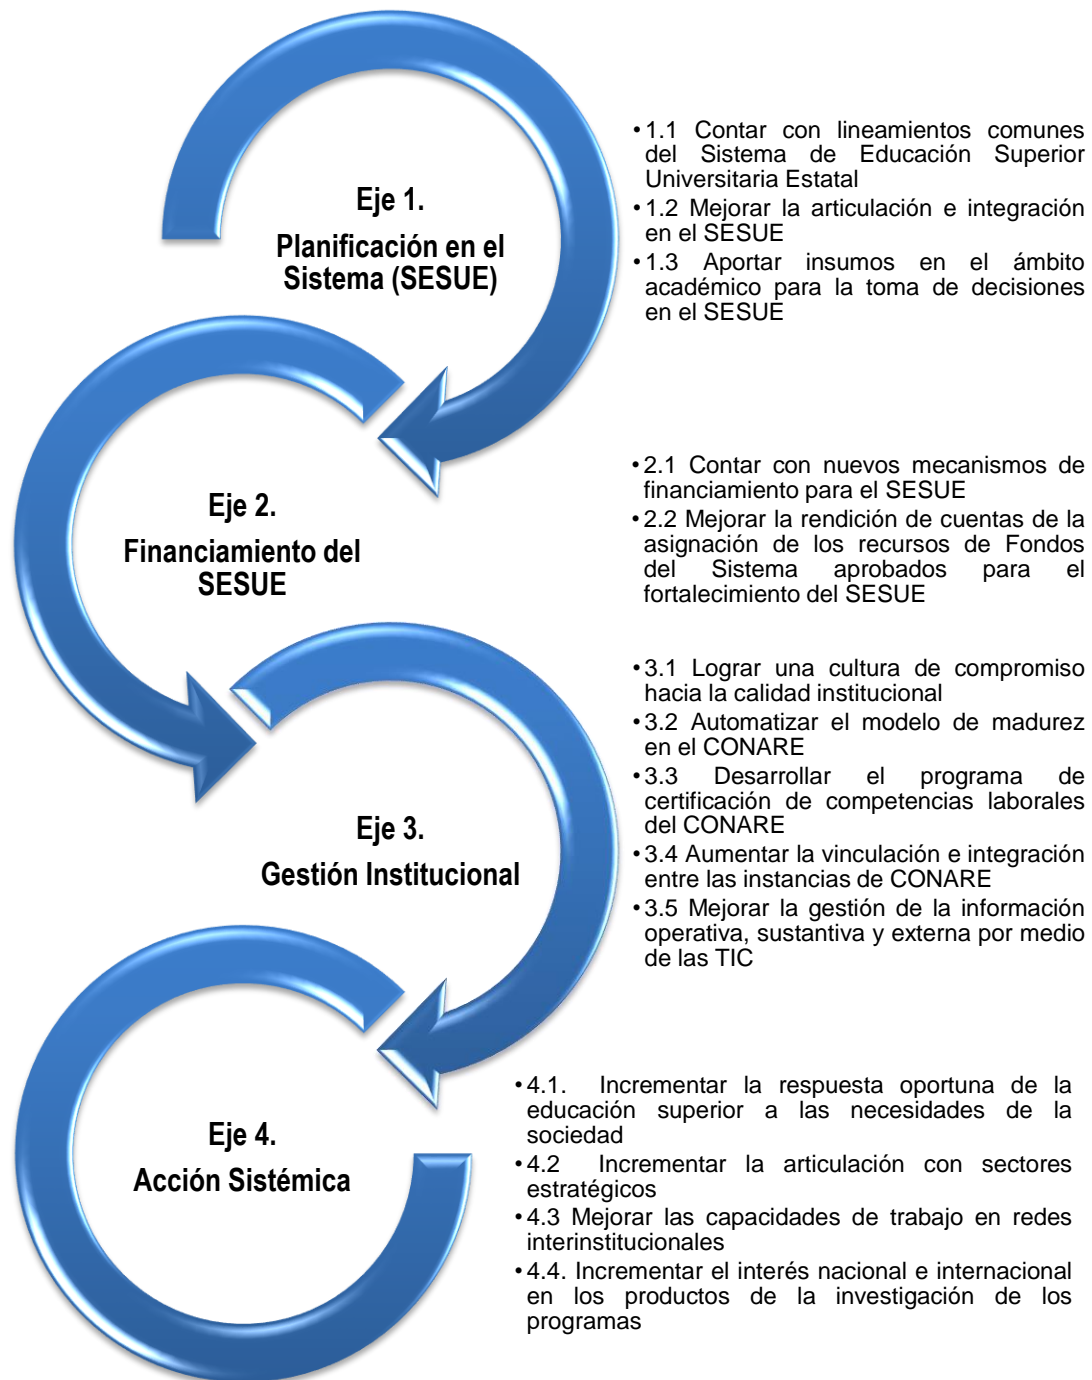 Eje 1.
Planificación en el
Sistema (SESUE)
•1.1 Contar con lineamientos comunes
del Sistema de Educación Superior
Universitaria Estatal
•1.2 Mejorar la articulación e integración
en el SESUE
•1.3 Aportar insumos en el ámbito
académico para la toma de decisiones
en el SESUE
Eje 2.
Financiamiento del
SESUE
•2.1 Contar con nuevos mecanismos de
financiamiento para el SESUE
•2.2 Mejorar la rendición de cuentas de la
asignación de los recursos de Fondos
del Sistema aprobados para el
fortalecimiento del SESUE
Eje 3.
Gestión Institucional
•3.1 Lograr una cultura de compromiso
hacia la calidad institucional
•3.2 Automatizar el modelo de madurez
en el CONARE
•3.3 Desarrollar el programa de
certificación de competencias laborales
del CONARE
•3.4 Aumentar la vinculación e integración
entre las instancias de CONARE
•3.5 Mejorar la gestión de la información
operativa, sustantiva y externa por medio
de las TIC
Eje 4.
Acción Sistémica
•4.1. Incrementar la respuesta oportuna de la
educación superior a las necesidades de la
sociedad
•4.2 Incrementar la articulación con sectores
estratégicos
•4.3 Mejorar las capacidades de trabajo en redes
interinstitucionales
•4.4. Incrementar el interés nacional e internacional
en los productos de la investigación de los
programas